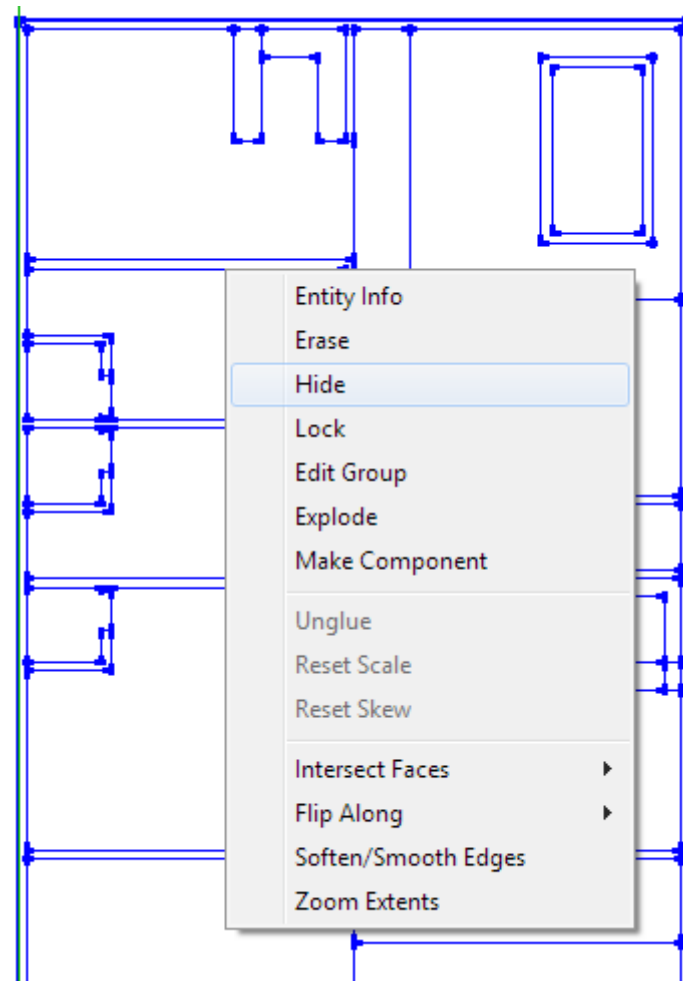 Entity Info
Erase
Hide
Lock
Edit Group
Explode
Make Component
Unglue
Reset Scale
Reset Skew
Intersect Faces
Flip Along
Soften/Smooth Edges
Zoom Extents